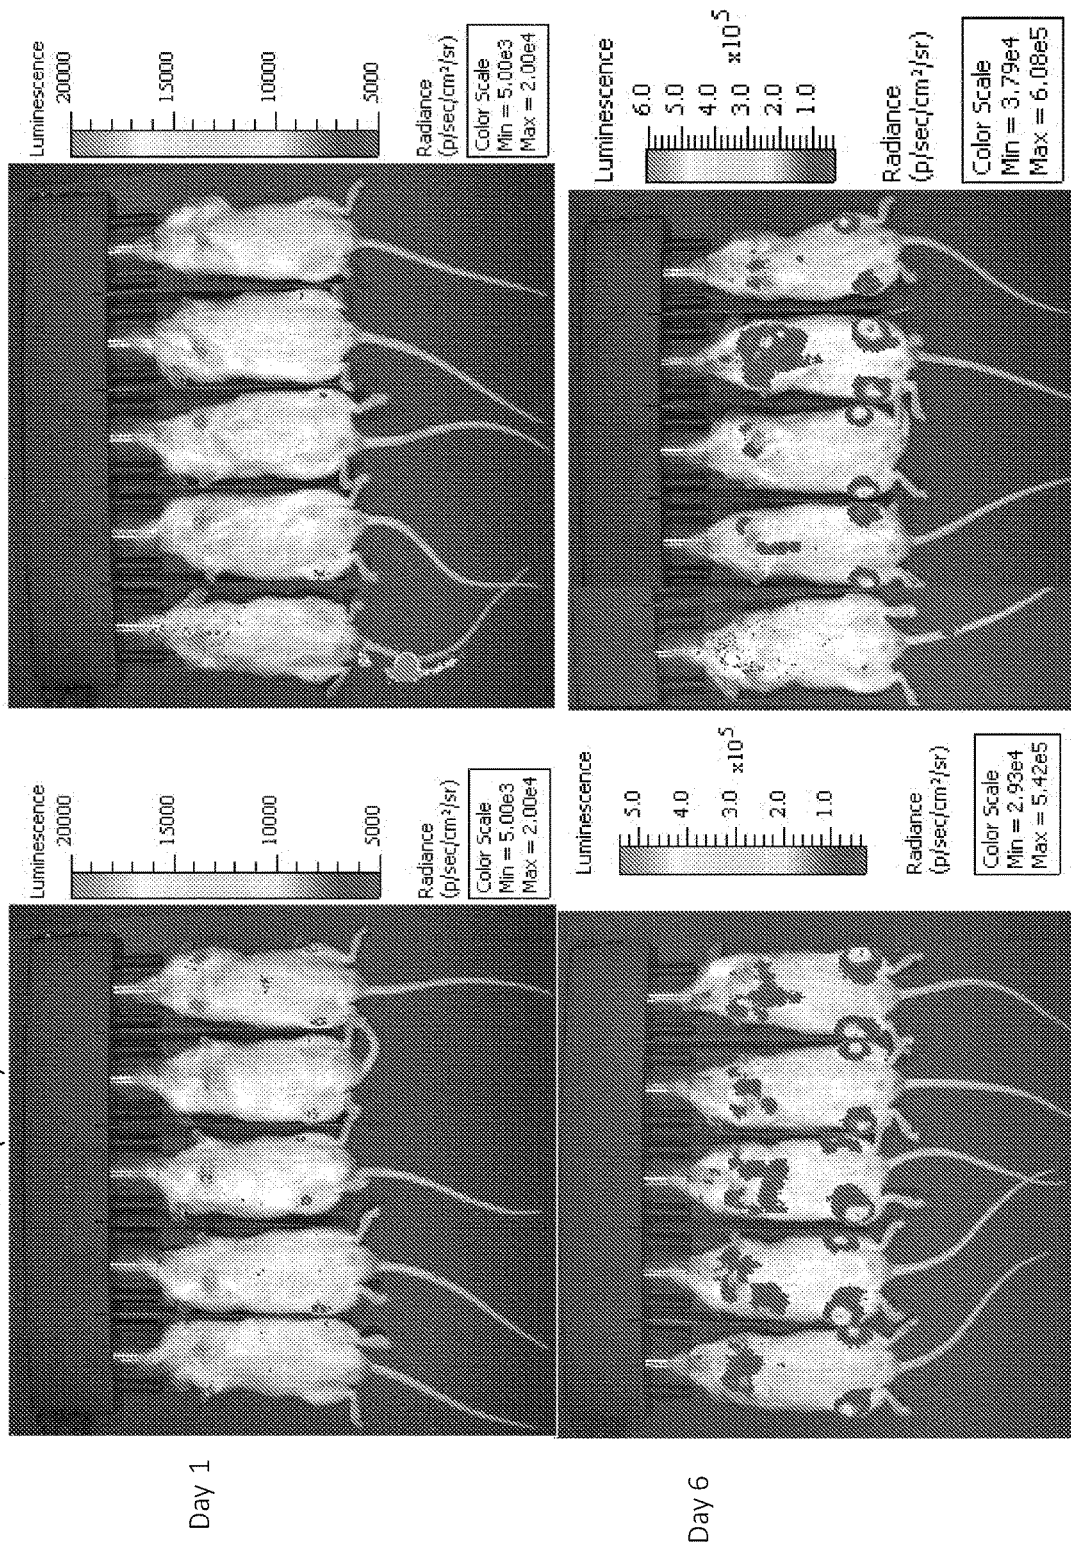 Day 1
Luminescence
20000
15000
10000
5000
Radiance
(p/sec/cm²/sr)
Color Scale
Min = 5.00e3
Max = 2.00e4
Luminescence
20000
15000
10000
5000
Radiance
(p/sec/cm²/sr)
Color Scale
Min = 5.00e3
Max = 2.00e4
Day 6
Luminescence
5.0
4.0
3.0
2.0
1.0
x10⁵
Radiance
(p/sec/cm²/sr)
Color Scale
Min = 2.93e4
Max = 5.42e5
Luminescence
6.0
5.0
4.0
3.0
2.0
1.0
x10⁵
Radiance
(p/sec/cm²/sr)
Color Scale
Min = 3.79e4
Max = 6.08e5